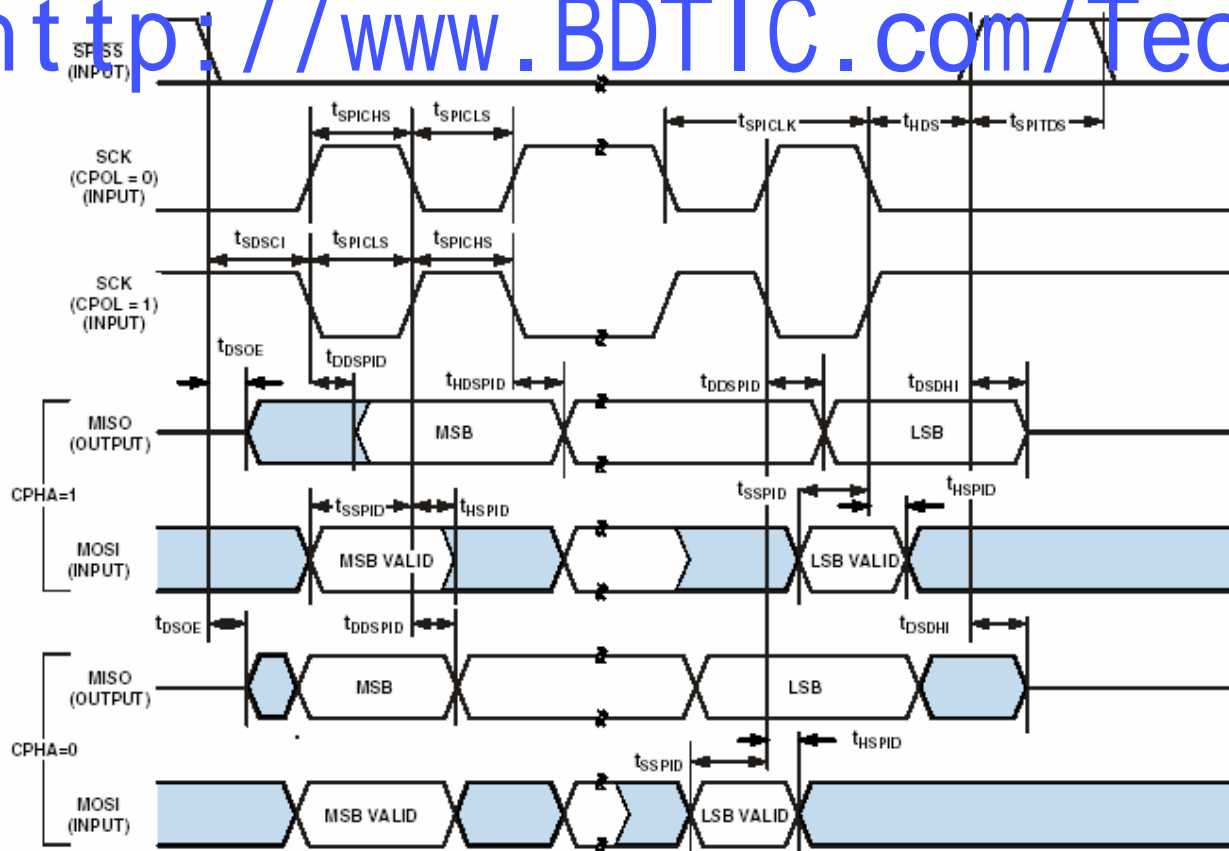 http://www.BDTIC.com/Tec
SPISS
(INPUT)
tSPICHS
tSPICLS
tSPICLK
tHDS
tSPITDS
SCK
(CPOL = 0)
(INPUT)
tSDSCI
tSPICLS
tSPICHS
SCK
(CPOL = 1)
(INPUT)
tDSOE
tDDSPID
tHDSPID
tDDSPID
tDSDHI
MISO
(OUTPUT)
MSB
LSB
CPHA=1
tSSPID
tHSPID
tSSPID
tHSPID
MOSI
(INPUT)
MSB VALID
LSB VALID
tDSOE
tDDSPID
tDSDHI
MISO
(OUTPUT)
MSB
LSB
CPHA=0
tSSPID
tHSPID
MOSI
(INPUT)
MSB VALID
LSB VALID